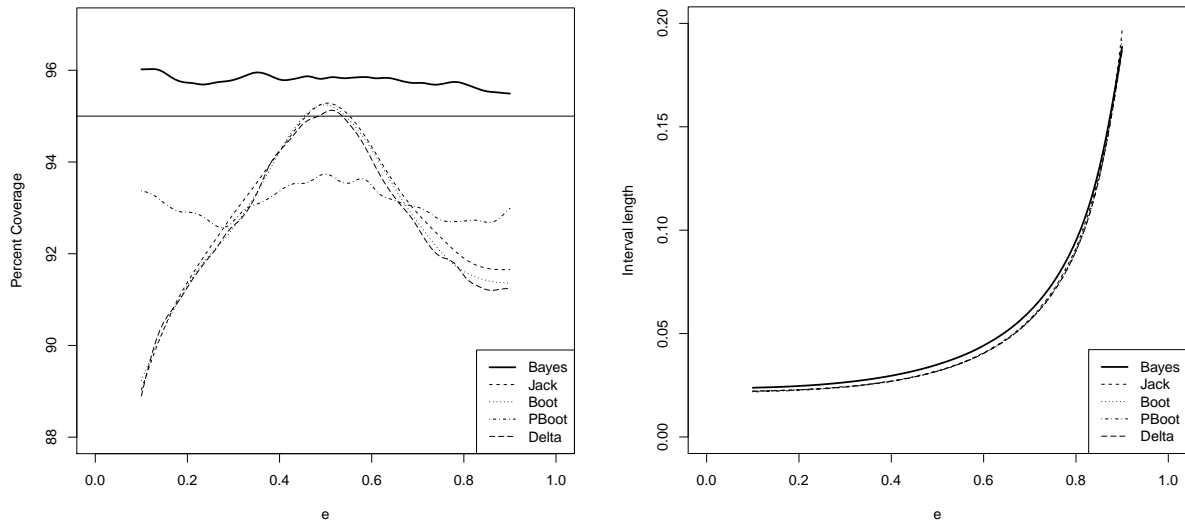 Percent Coverage
96
94
92
90
88
0.0 0.2 0.4 0.6 0.8 1.0
e
Bayes
Jack
Boot
PBoot
Delta
Interval length
0.20
0.15
0.10
0.05
0.00
0.0 0.2 0.4 0.6 0.8 1.0
e
Bayes
Jack
Boot
PBoot
Delta